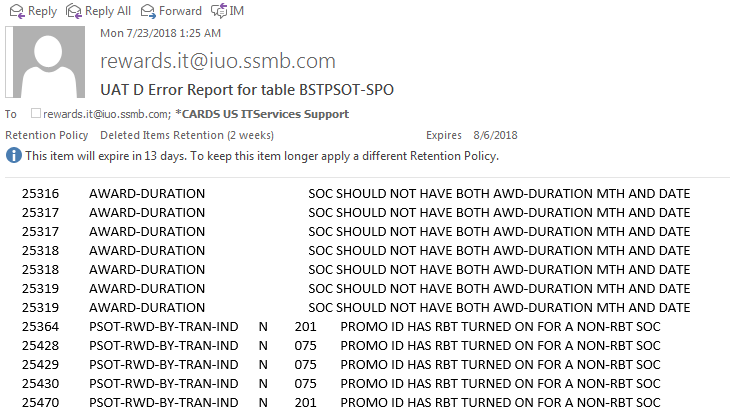 Reply Reply All Forward IM
Mon 7/23/2018 1:25 AM
rewards.it@iuo.ssmb.com
UAT D Error Report for table BSTPSOT-SPO
To rewards.it@iuo.ssmb.com; *CARDS US ITServices Support
Retention Policy Deleted Items Retention (2 weeks) Expires 8/6/2018
This item will expire in 13 days. To keep this item longer apply a different Retention Policy.
25316 AWARD-DURATION SOC SHOULD NOT HAVE BOTH AWD-DURATION MTH AND DATE
25317 AWARD-DURATION SOC SHOULD NOT HAVE BOTH AWD-DURATION MTH AND DATE
25317 AWARD-DURATION SOC SHOULD NOT HAVE BOTH AWD-DURATION MTH AND DATE
25318 AWARD-DURATION SOC SHOULD NOT HAVE BOTH AWD-DURATION MTH AND DATE
25318 AWARD-DURATION SOC SHOULD NOT HAVE BOTH AWD-DURATION MTH AND DATE
25319 AWARD-DURATION SOC SHOULD NOT HAVE BOTH AWD-DURATION MTH AND DATE
25319 AWARD-DURATION SOC SHOULD NOT HAVE BOTH AWD-DURATION MTH AND DATE
25364 PSOT-RWD-BY-TRAN-IND N 201 PROMO ID HAS RBT TURNED ON FOR A NON-RBT SOC
25428 PSOT-RWD-BY-TRAN-IND N 075 PROMO ID HAS RBT TURNED ON FOR A NON-RBT SOC
25429 PSOT-RWD-BY-TRAN-IND N 075 PROMO ID HAS RBT TURNED ON FOR A NON-RBT SOC
25430 PSOT-RWD-BY-TRAN-IND N 075 PROMO ID HAS RBT TURNED ON FOR A NON-RBT SOC
25470 PSOT-RWD-BY-TRAN-IND N 201 PROMO ID HAS RBT TURNED ON FOR A NON-RBT SOC